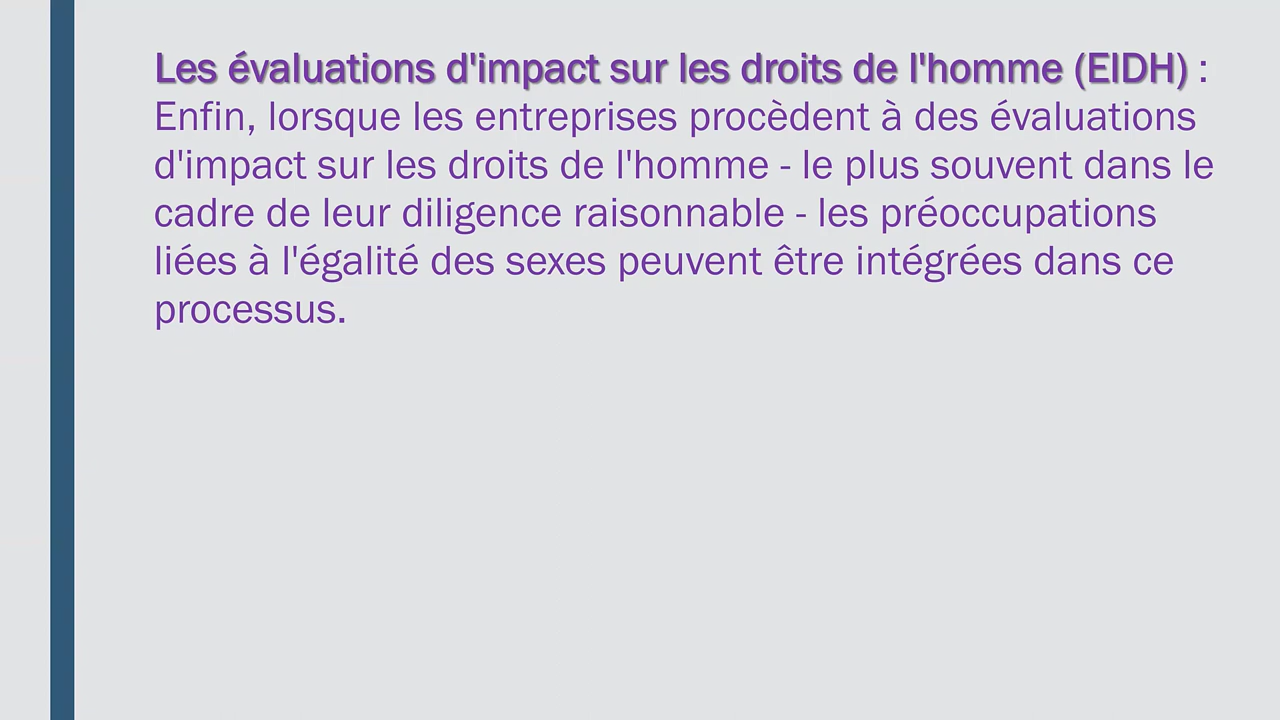 Les évaluations d'impact sur les droits de l'homme (EIDH) :
Enfin, lorsque les entreprises procèdent à des évaluations
d'impact sur les droits de l'homme - le plus souvent dans le
cadre de leur diligence raisonnable - les préoccupations
liées à l'égalité des sexes peuvent être intégrées dans ce
processus.